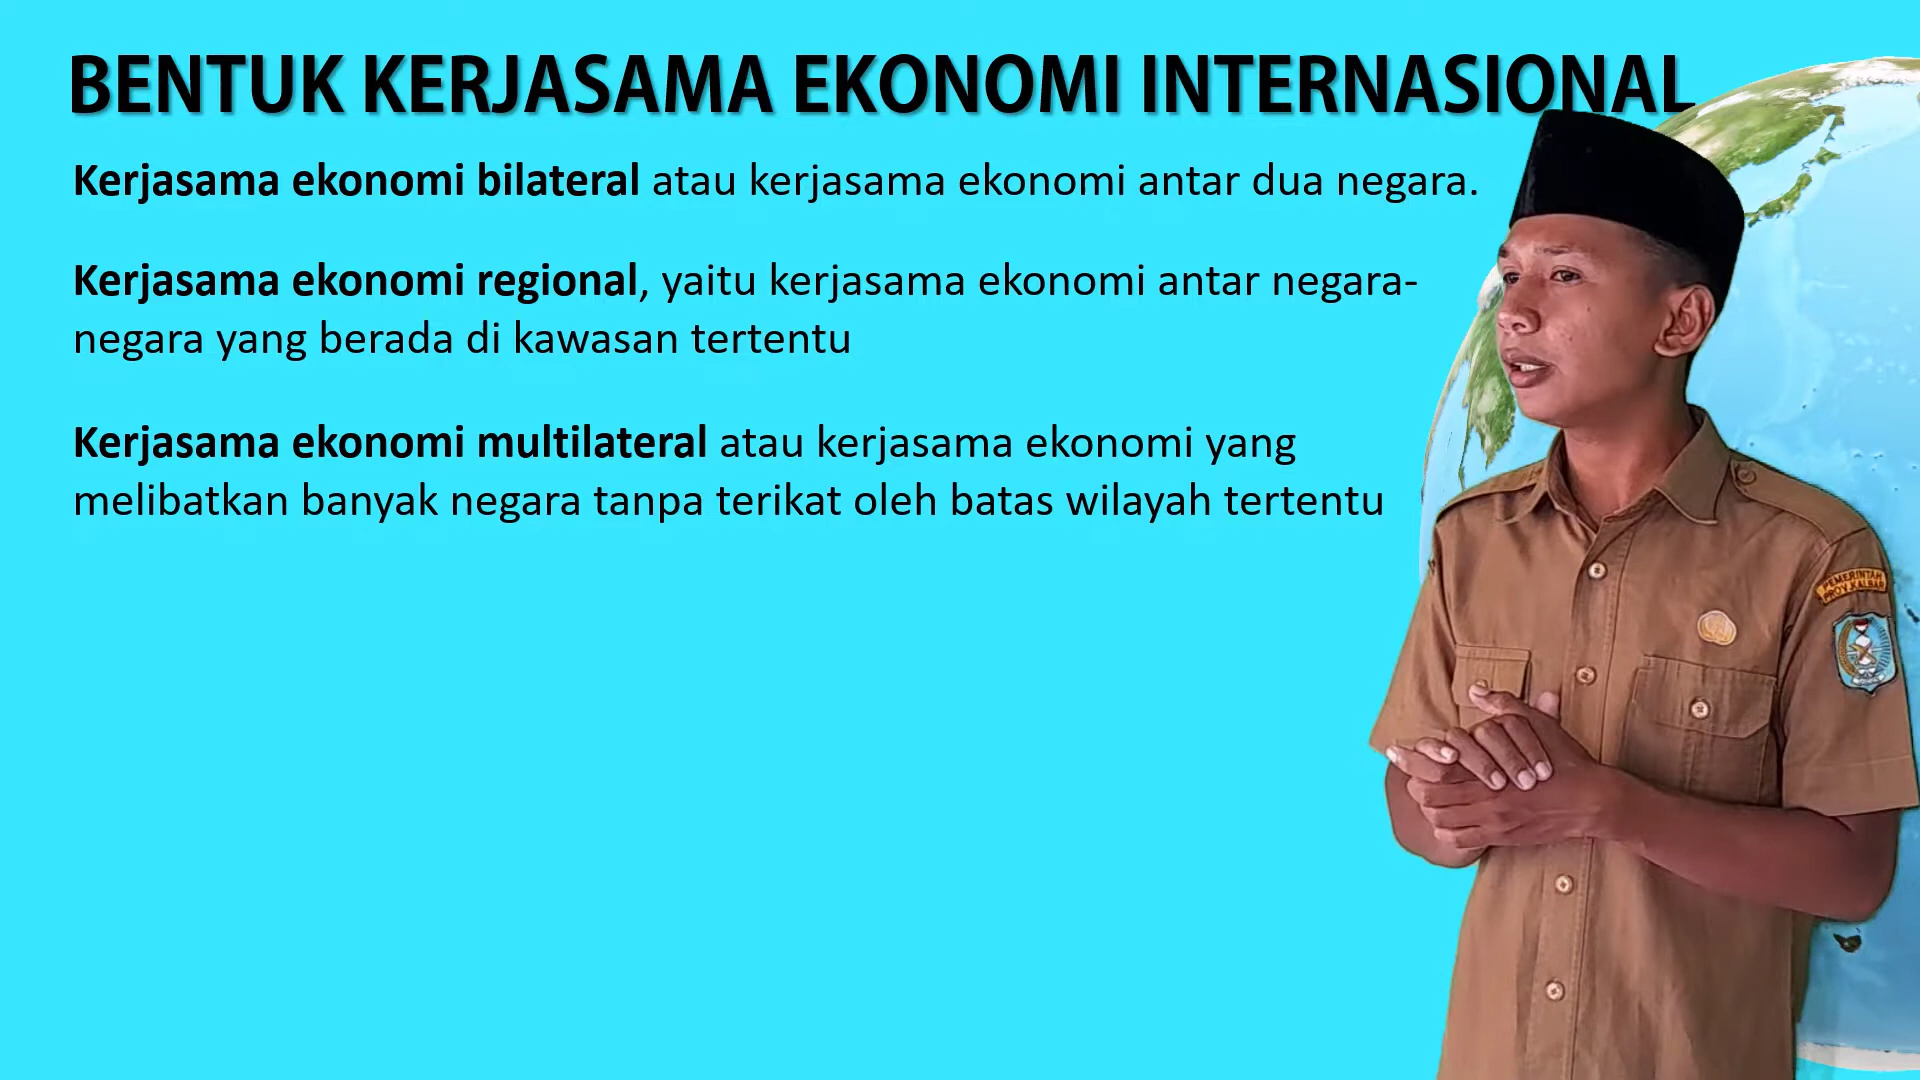 BENTUK KERJASAMA EKONOMI INTERNASIONAL
Kerjasama ekonomi bilateral atau kerjasama ekonomi antar dua negara.
Kerjasama ekonomi regional, yaitu kerjasama ekonomi antar negara-
negara yang berada di kawasan tertentu
Kerjasama ekonomi multilateral atau kerjasama ekonomi yang
melibatkan banyak negara tanpa terikat oleh batas wilayah tertentu
PEMERINTAH
PROV. KALBAR